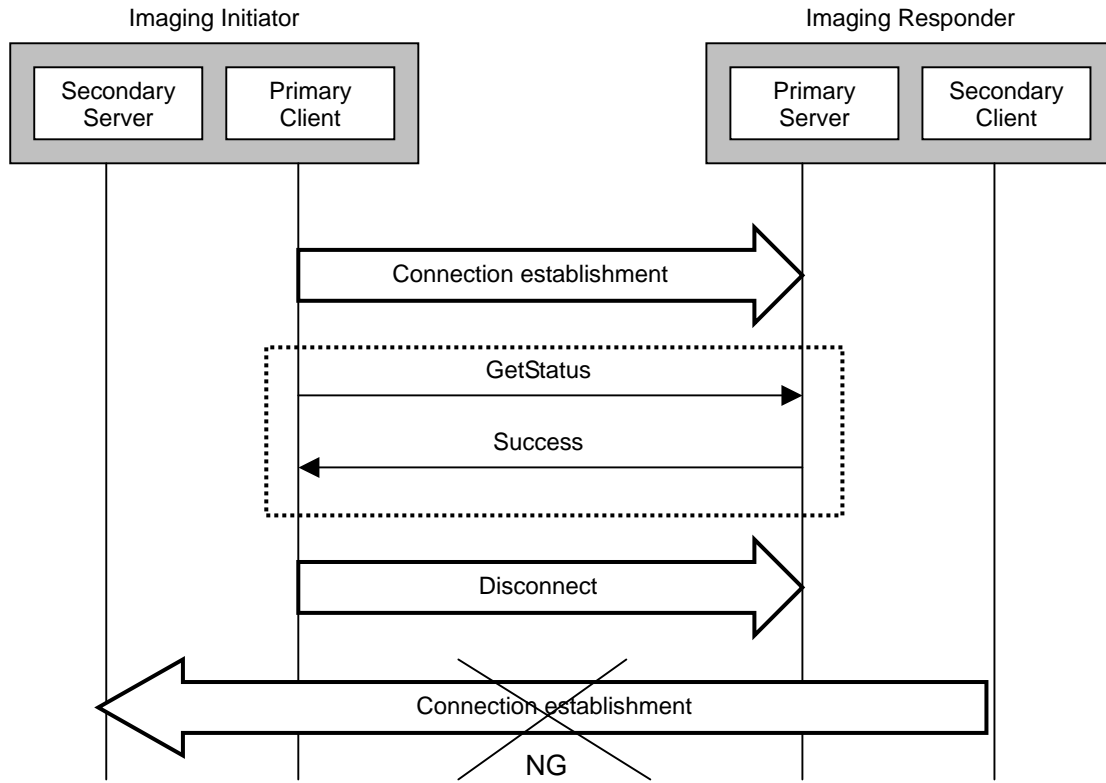 Imaging Initiator
Imaging Responder
Secondary
Server
Primary
Client
Primary
Server
Secondary
Client
Connection establishment
GetStatus
Success
Disconnect
Connection establishment
NG